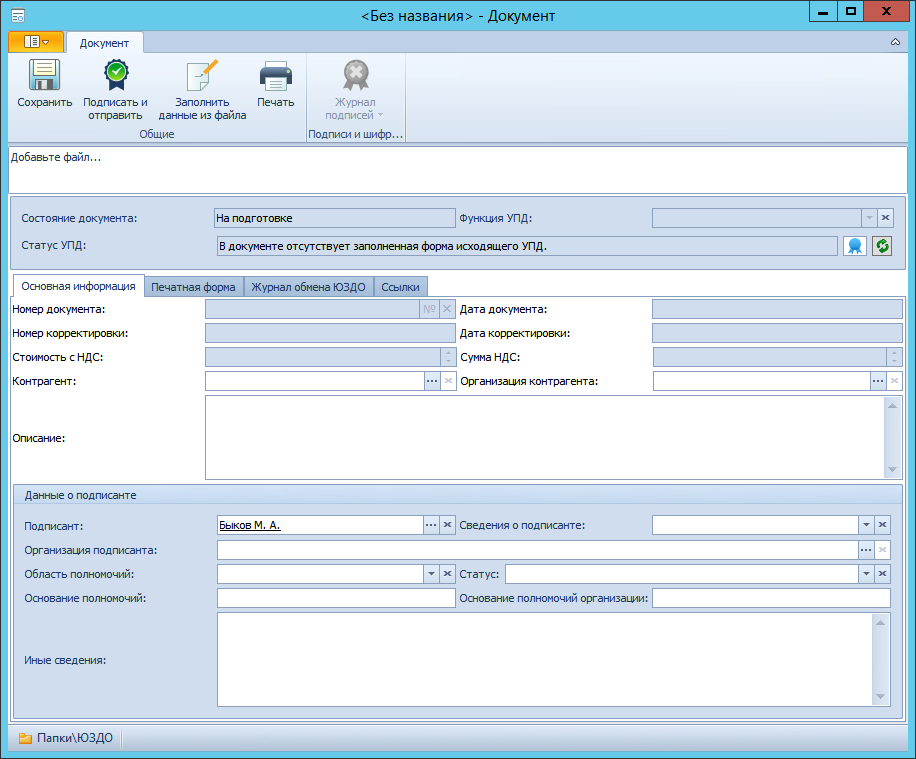 <Без названия> - Документ
Документ
Сохранить
Подписать и
отправить
Заполнить
данные из файла
Печать
Журнал
подписей
Общие
Подписи и шифр...
Добавьте файл...
Состояние документа: На подготовке Функция УПД:
Статус УПД: В документе отсутствует заполненная форма исходящего УПД.
Основная информация Печатная форма Журнал обмена ЮЗДО Ссылки
Номер документа: № Дата документа:
Номер корректировки: Дата корректировки:
Стоимость с НДС: Сумма НДС:
Контрагент: ... Организация контрагента: ...
Описание:
Данные о подписанте
Подписант: Быков М. А. ... Сведения о подписанте:
Организация подписанта: ...
Область полномочий: Статус:
Основание полномочий: Основание полномочий организации:
Иные сведения:
Папки\ЮЗДО